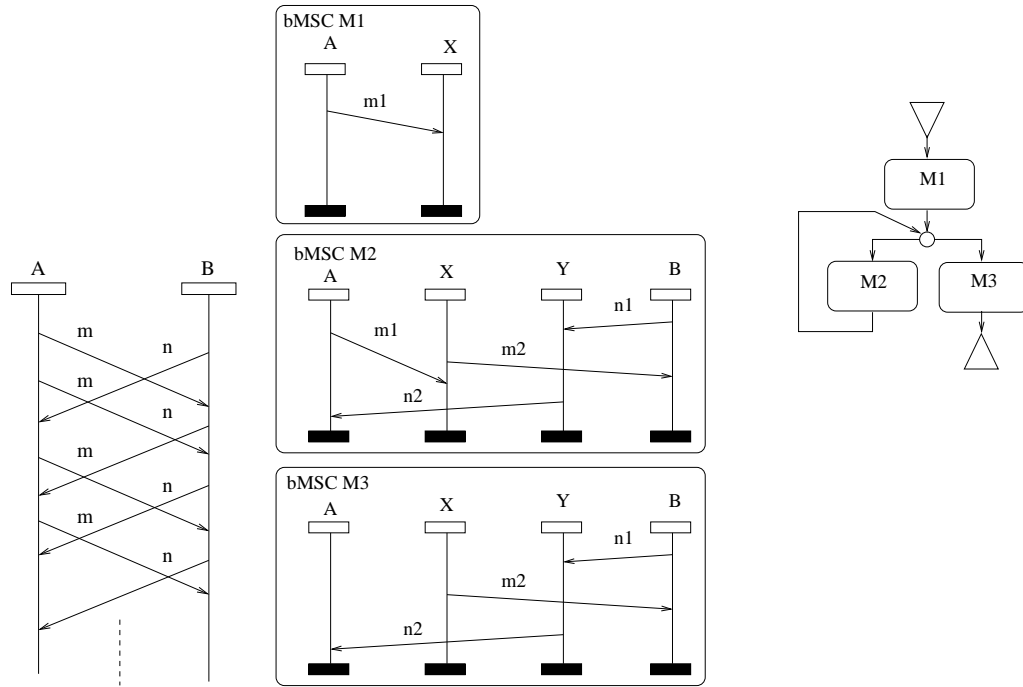 A B
m
n
m
n
m
n
m
n
bMSC M1
A X
m1
bMSC M2
A X Y B
n1
m1
m2
n2
bMSC M3
A X Y B
n1
m2
n2
M1
M2 M3